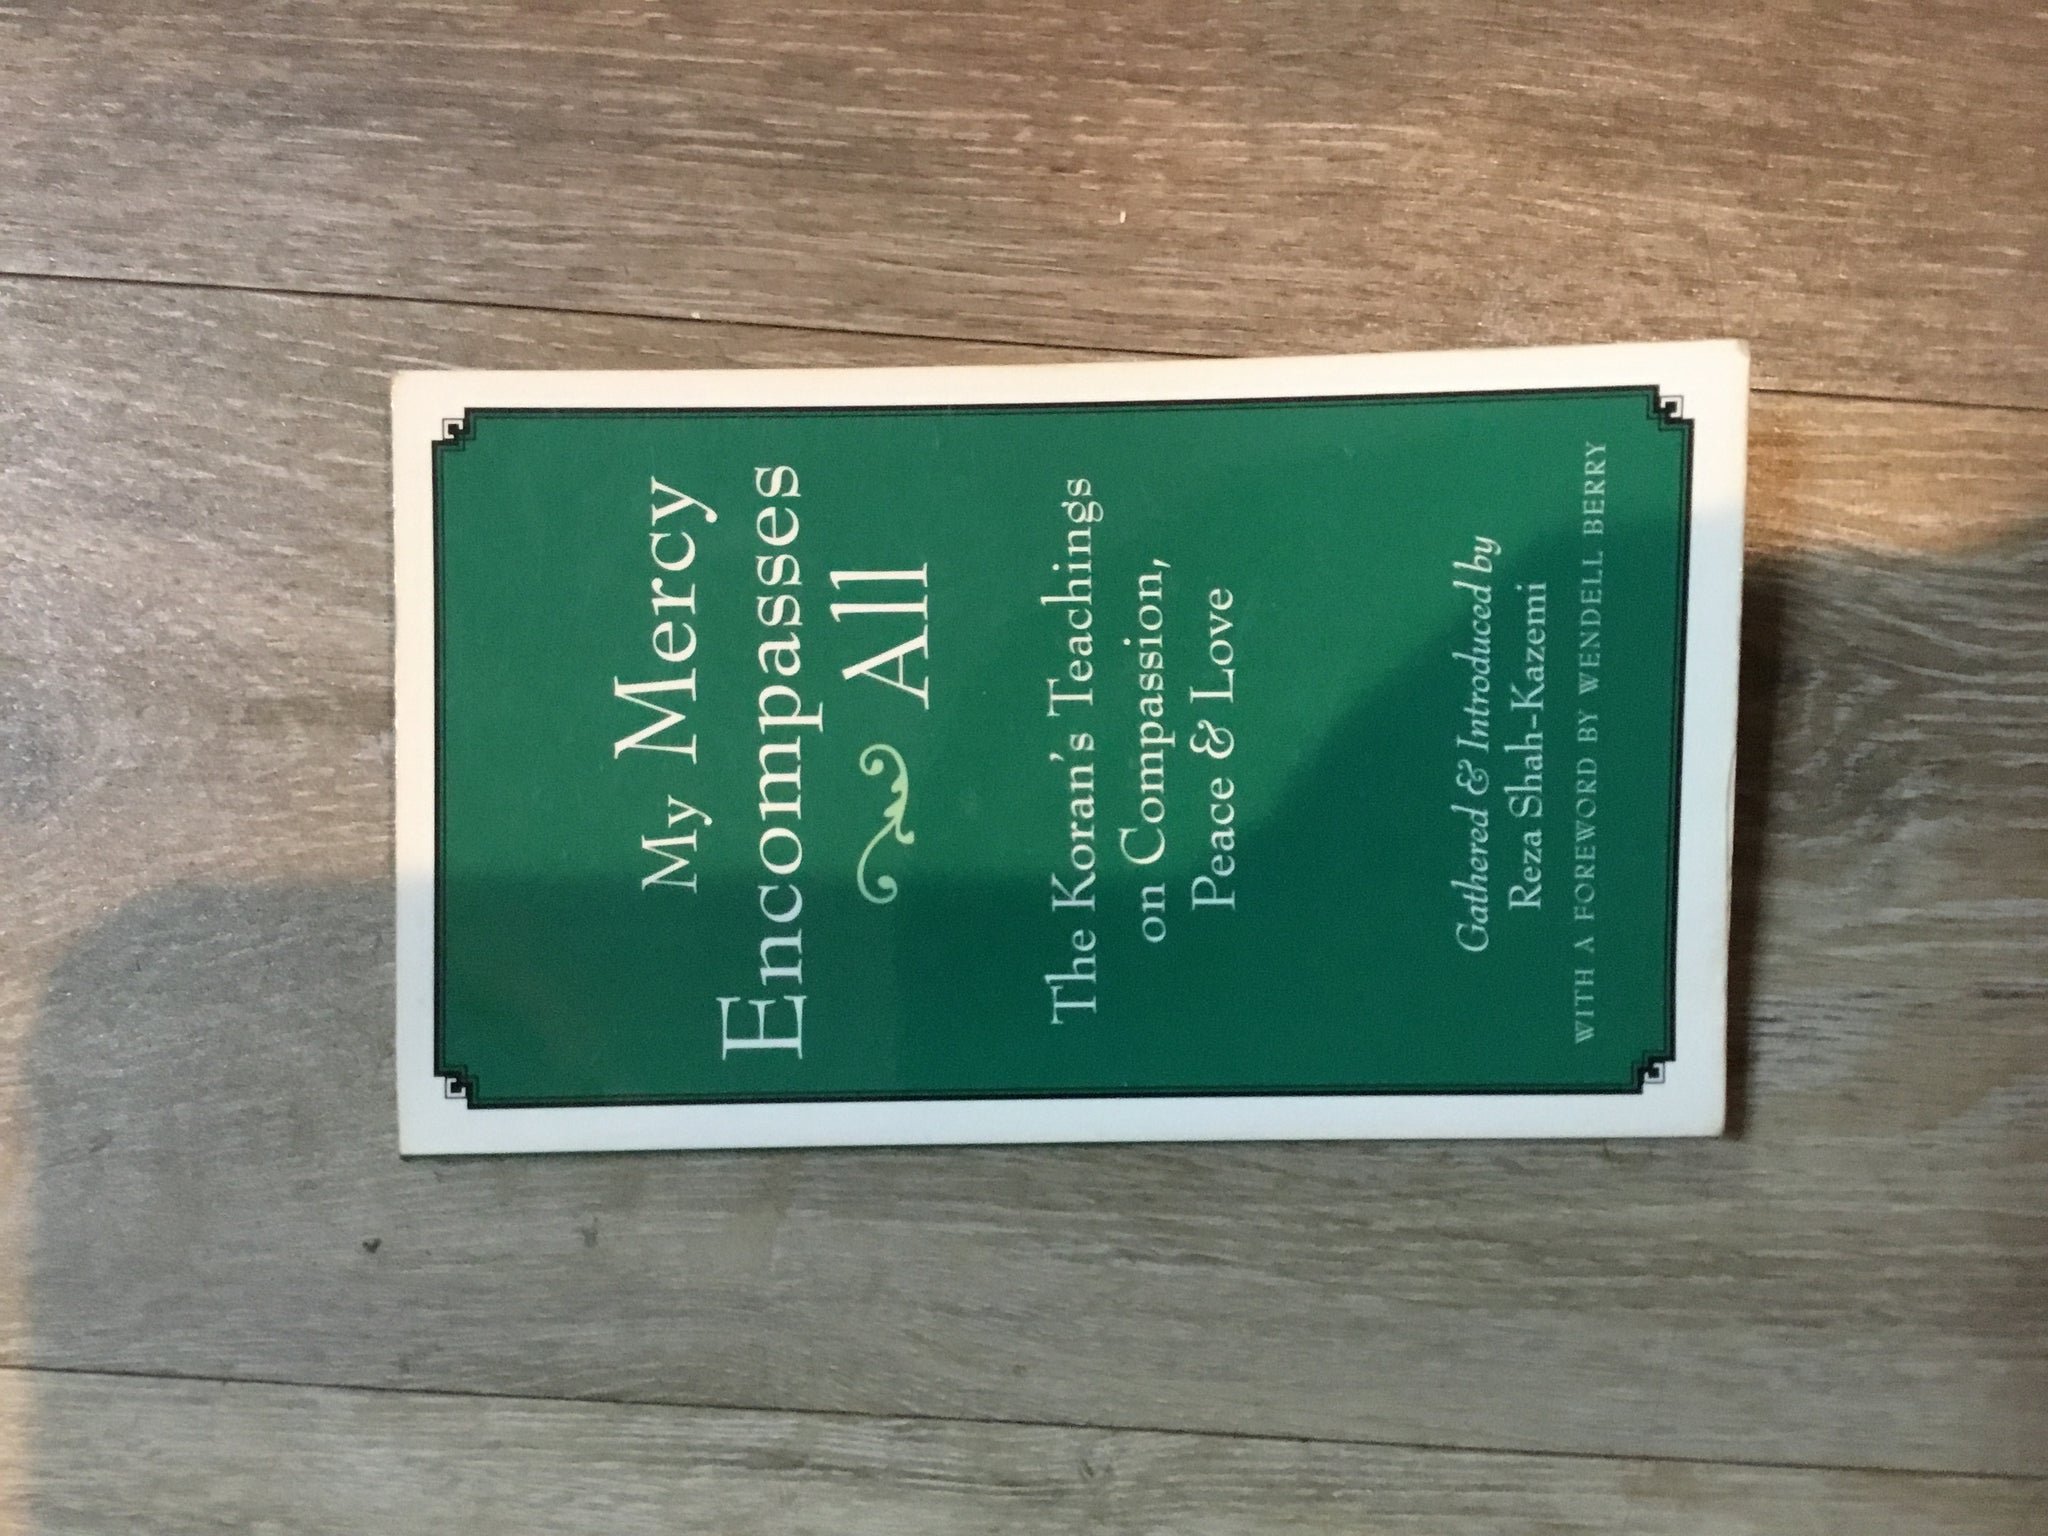 My Mercy
Encompasses
All
The Koran's Teachings
on Compassion,
Peace & Love
Gathered & Introduced by
Reza Shah-Kazemi
WITH A FOREWORD BY WENDELL BERRY